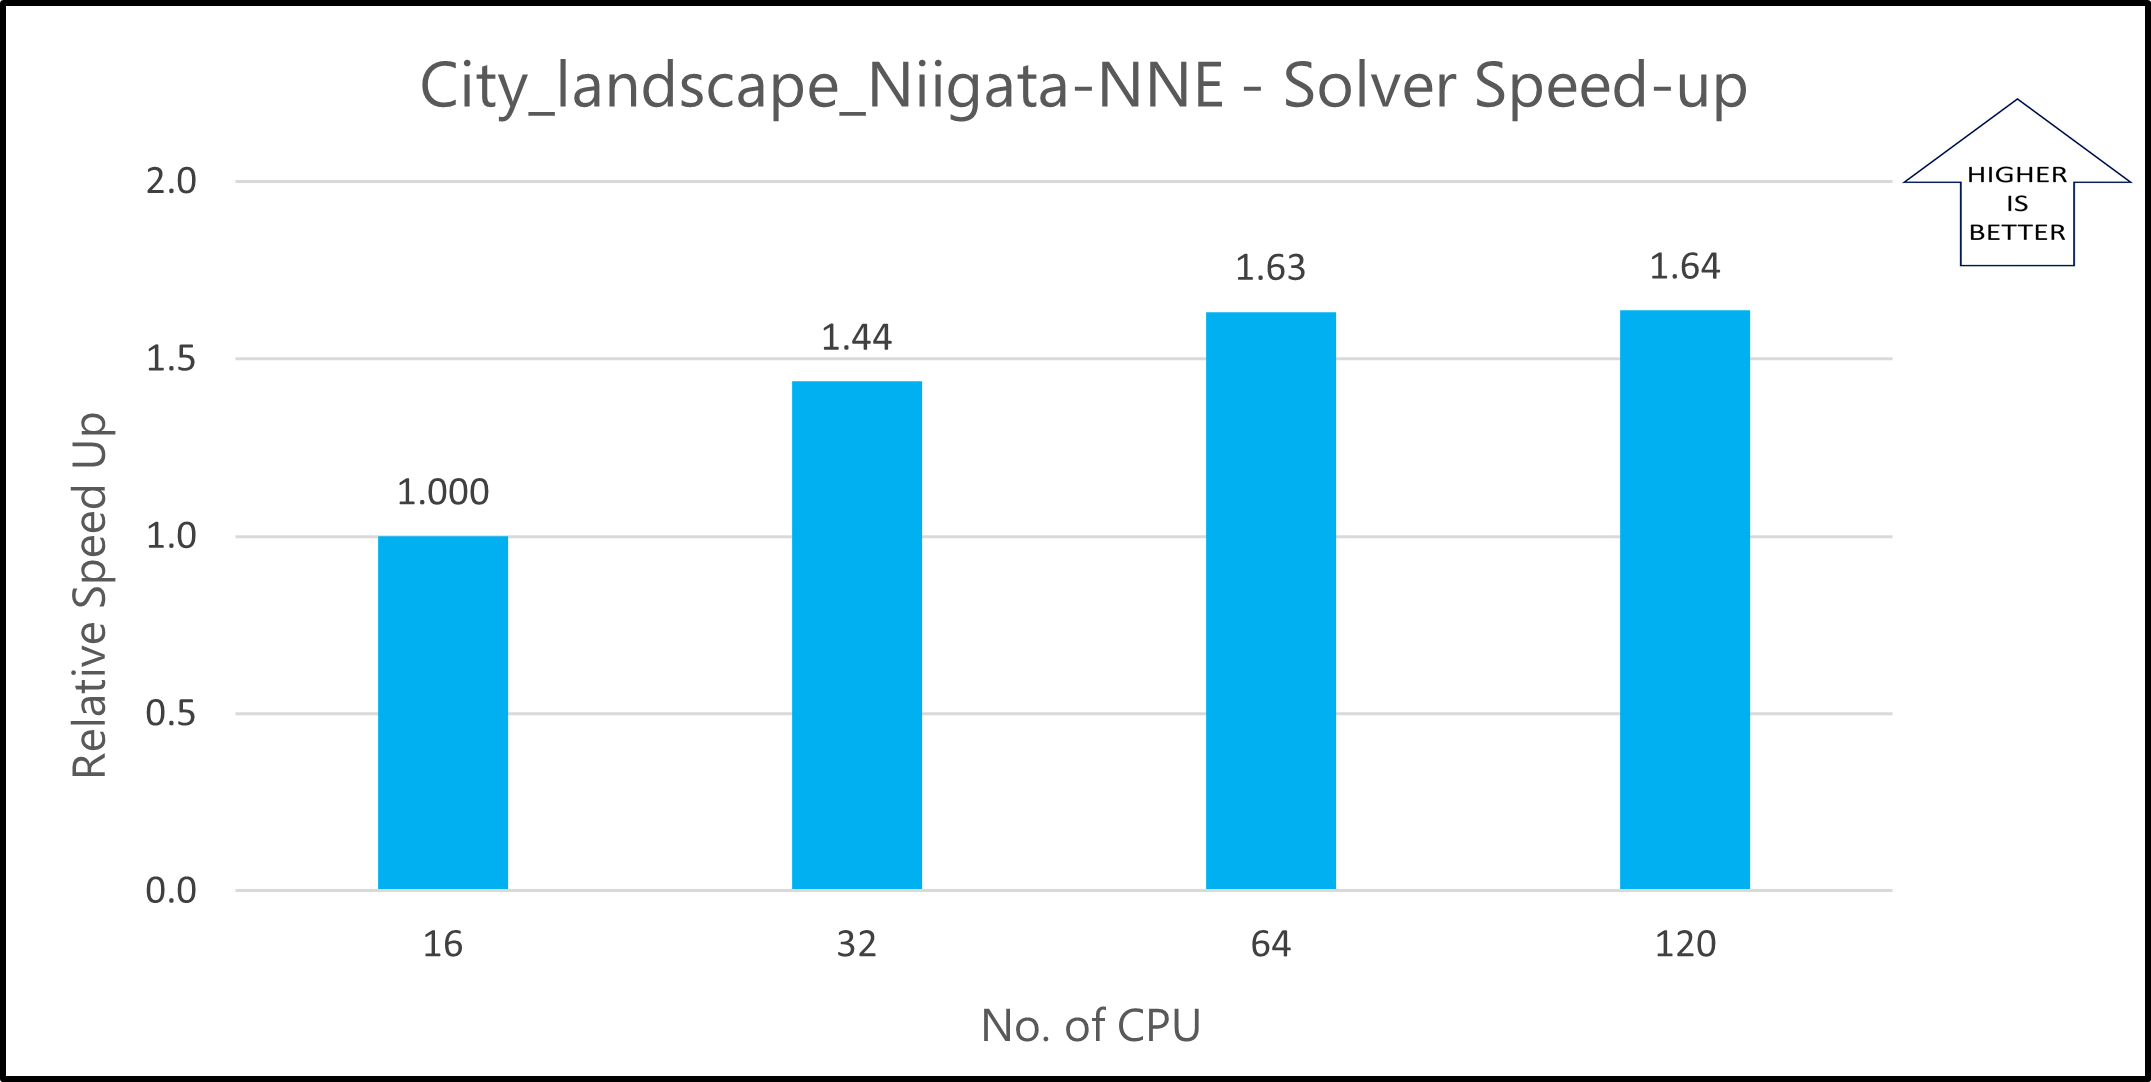 City_landscape_Niigata-NNE - Solver Speed-up
HIGHER
IS
BETTER
2.0
1.5
1.0
0.5
0.0
Relative Speed Up
1.000
1.44
1.63
1.64
16
32
64
120
No. of CPU